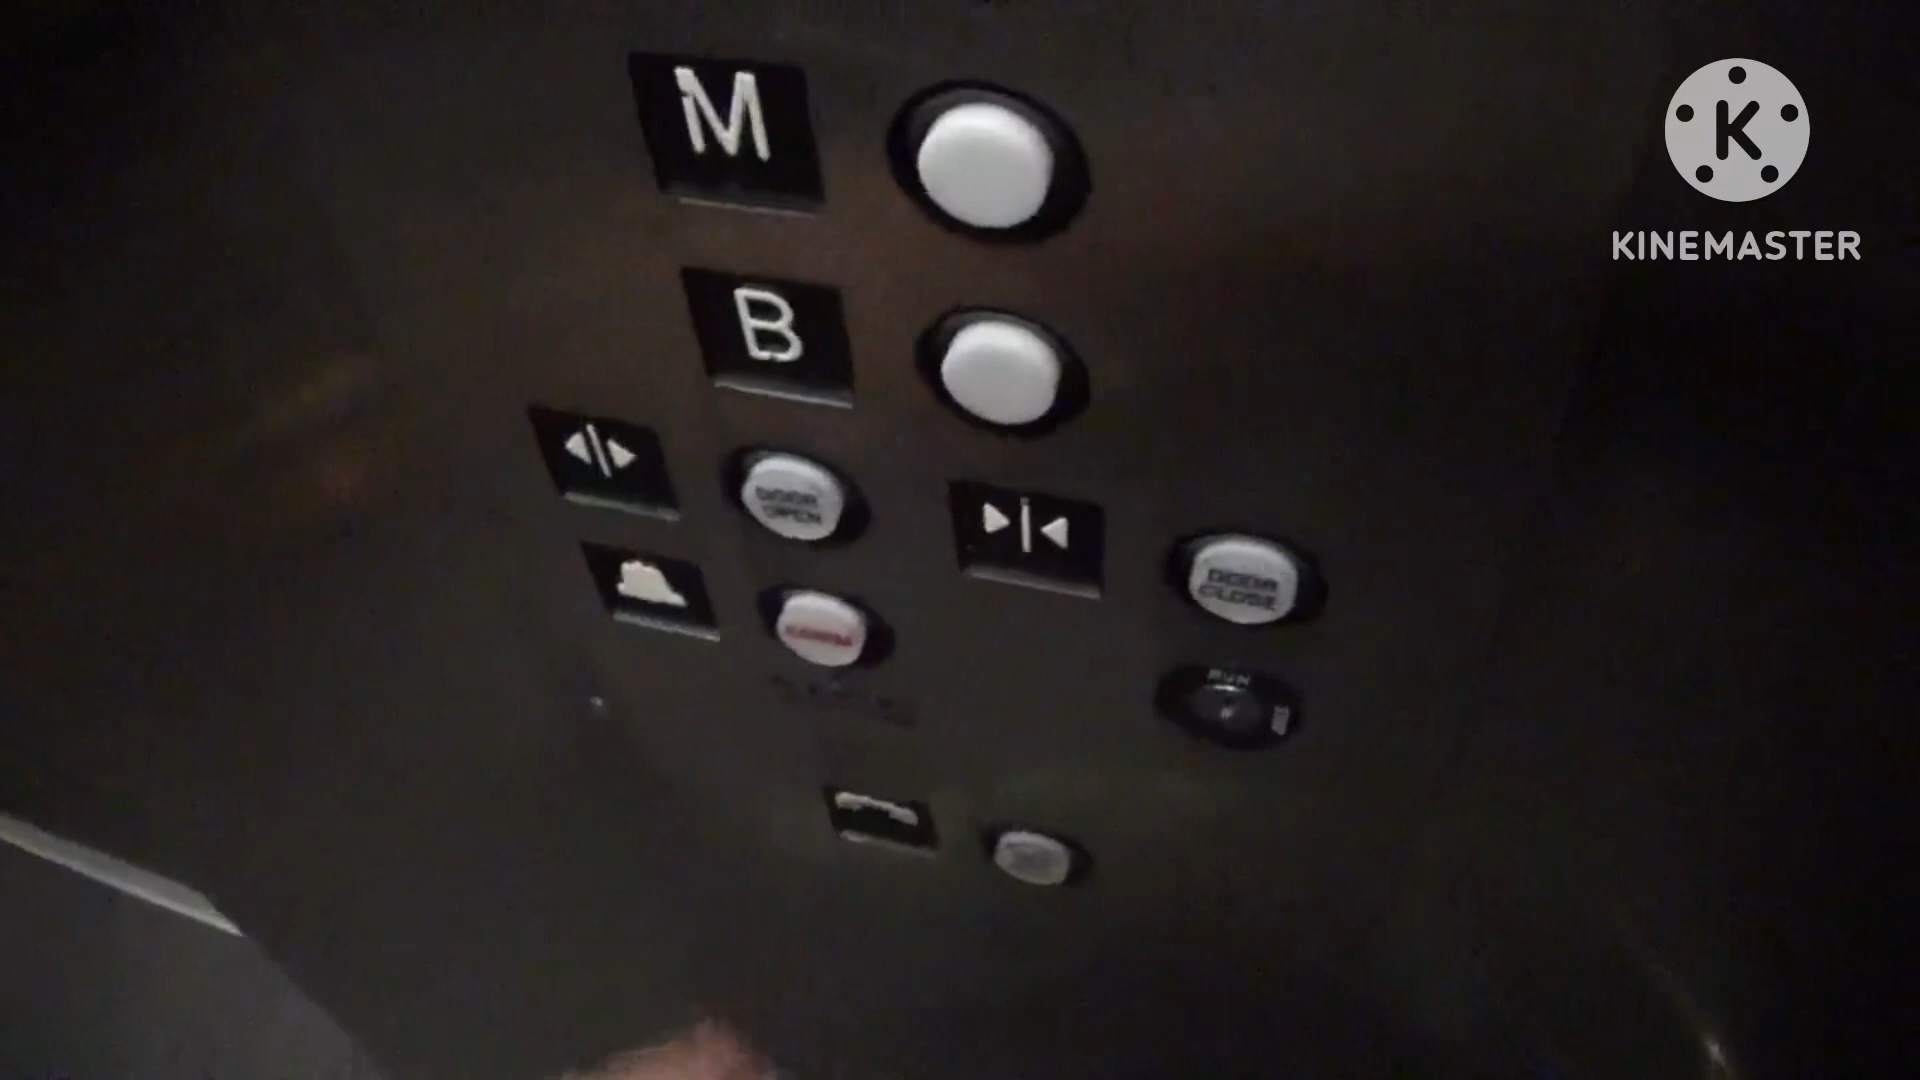 M
K
KINEMASTER
B
DOOR
OPEN
DOOR
CLOSE
RUN